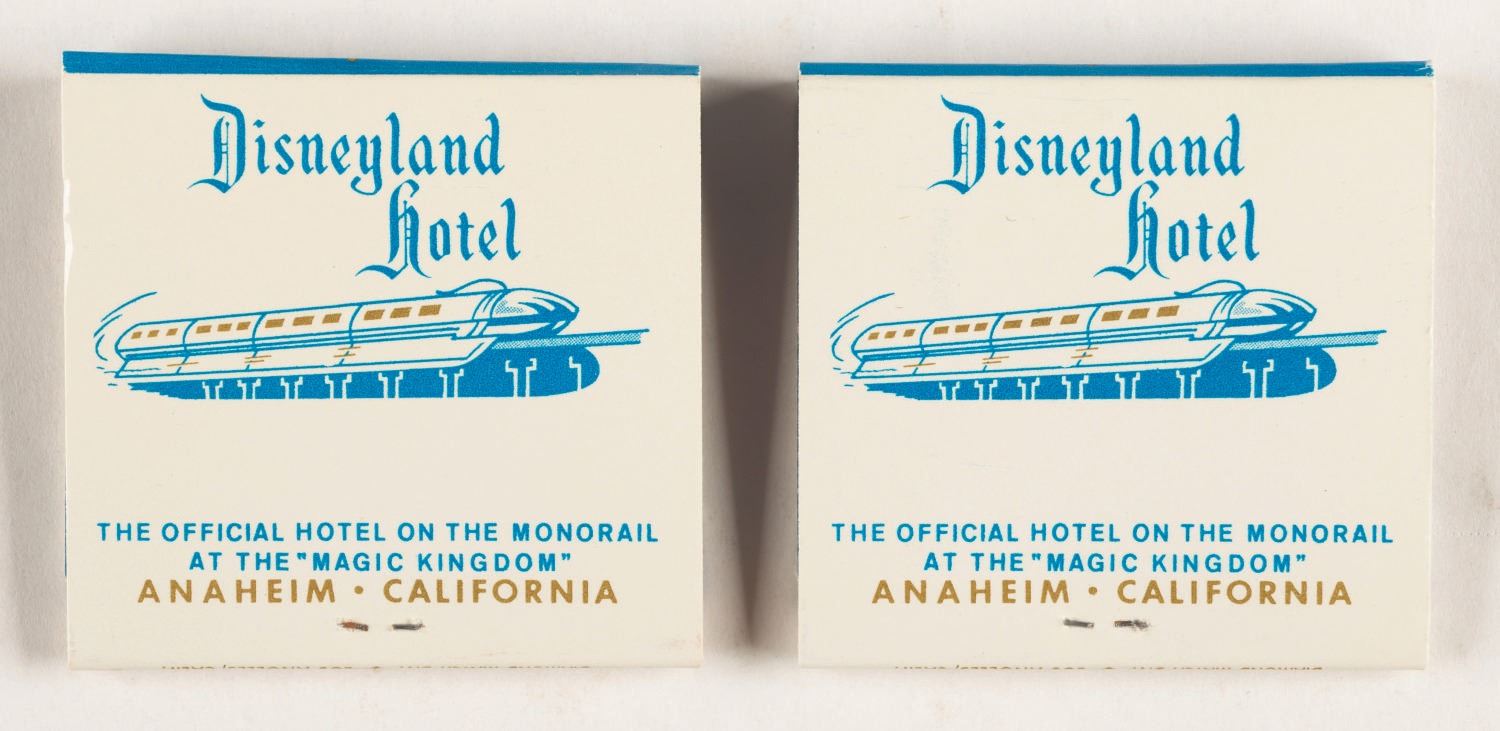 Disneyland
Hotel
THE OFFICIAL HOTEL ON THE MONORAIL
AT THE "MAGIC KINGDOM"
ANAHEIM • CALIFORNIA
Disneyland
Hotel
THE OFFICIAL HOTEL ON THE MONORAIL
AT THE "MAGIC KINGDOM"
ANAHEIM • CALIFORNIA